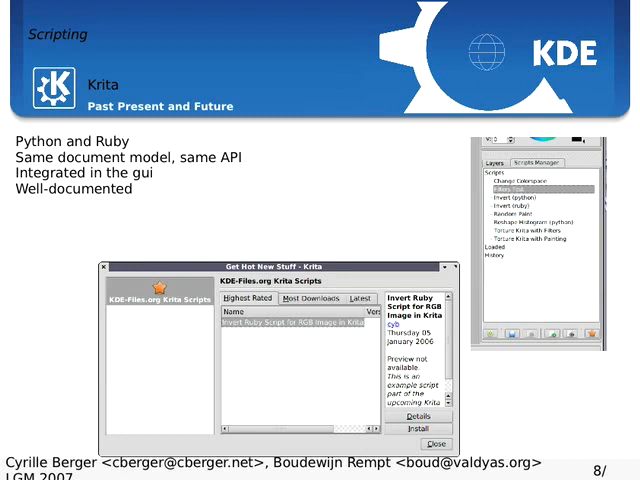 Scripting
KDE
Krita
Past Present and Future
Python and Ruby
Same document model, same API
Integrated in the gui
Well-documented
Layers Scripts Manager
Scripts
Change Colorspace
Filters Test
Invert (python)
Invert (ruby)
Random Paint
Reshape Histogram (python)
Torture Krita with Filters
Torture Krita with Painting
Loaded
History
Get Hot New Stuff - Krita
KDE-Files.org Krita Scripts
KDE-Files.org Krita Scripts
Highest Rated Most Downloads Latest
Name Vers
Invert Ruby Script for RGB Image in Krita
Invert Ruby
Script for RGB
Image in Krita
cyb
Thursday 05
January 2006
Preview not
available.
This is an
example script
part of the
upcoming Krita
Details
Install
Close
Cyrille Berger <cberger@cberger.net>, Boudewijn Rempt <boud@valdyas.org>
LGM 2007
8/